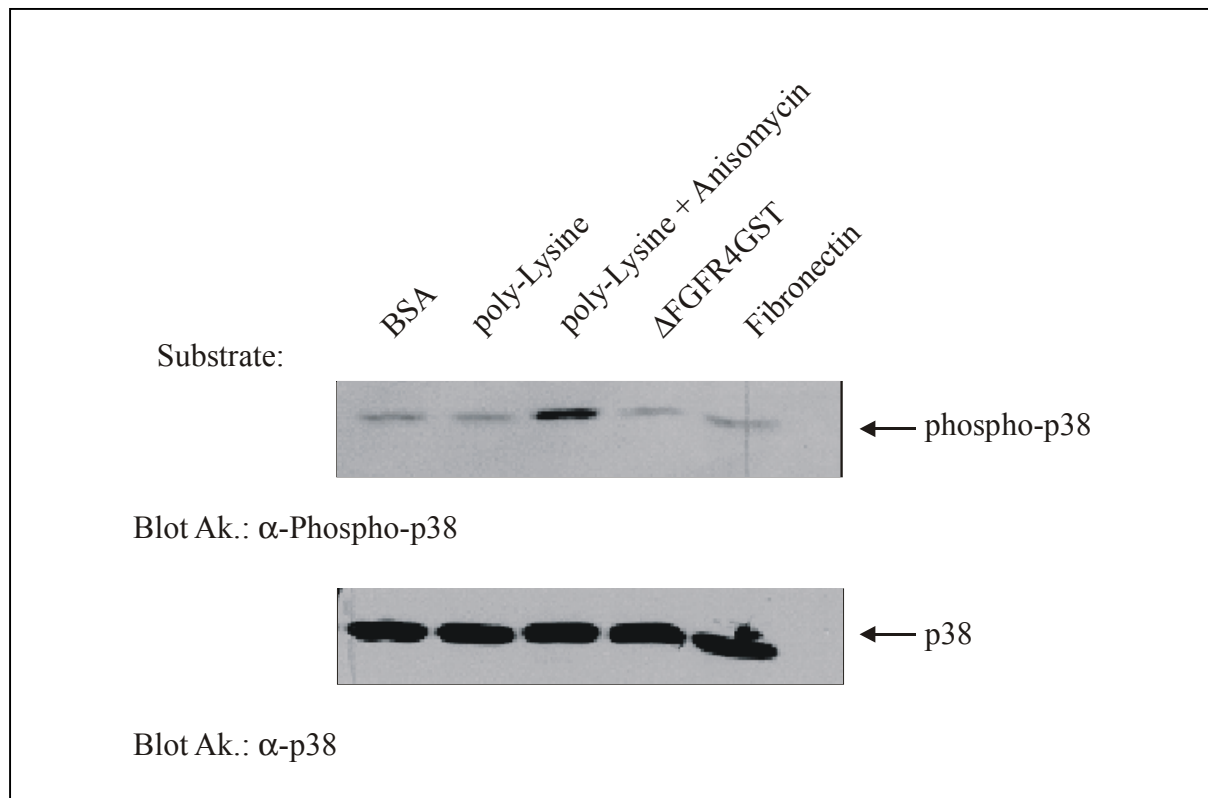 BSA
poly-Lysine
poly-Lysine + Anisomycin
ΔFGFR4GST
Fibronectin
Substrate:
phospho-p38
Blot Ak.: α-Phospho-p38
p38
Blot Ak.: α-p38